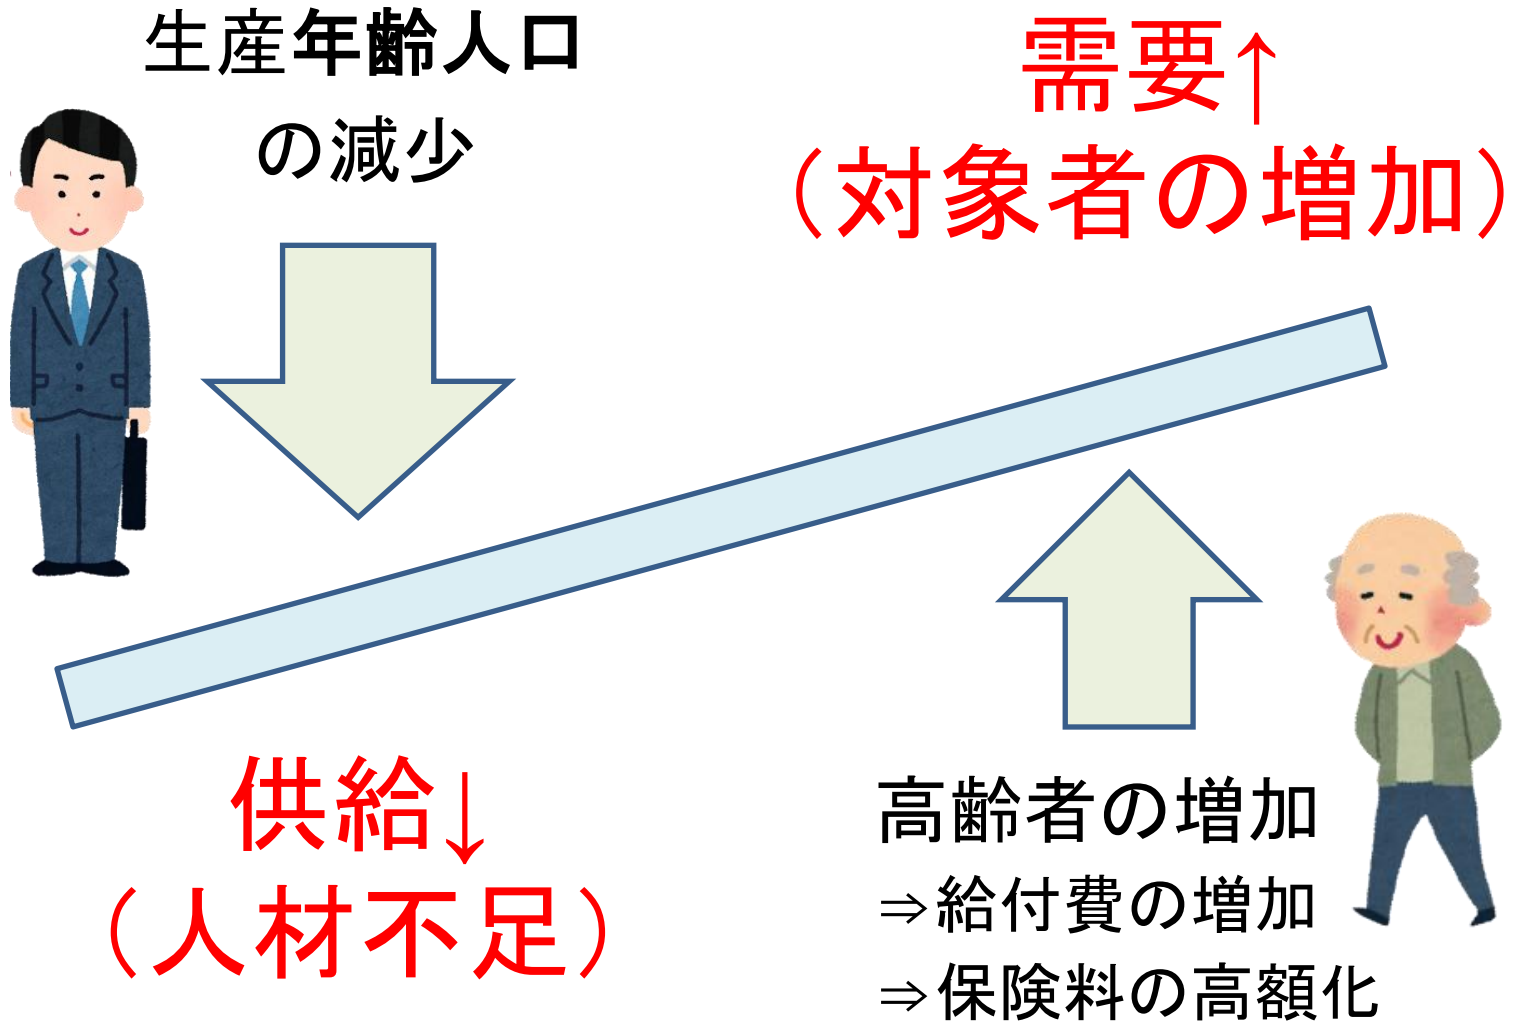 生産年齢人口
の減少
需要↑
（対象者の増加）
供給↓
（人材不足）
高齢者の増加
⇒給付費の増加
⇒保険料の高額化